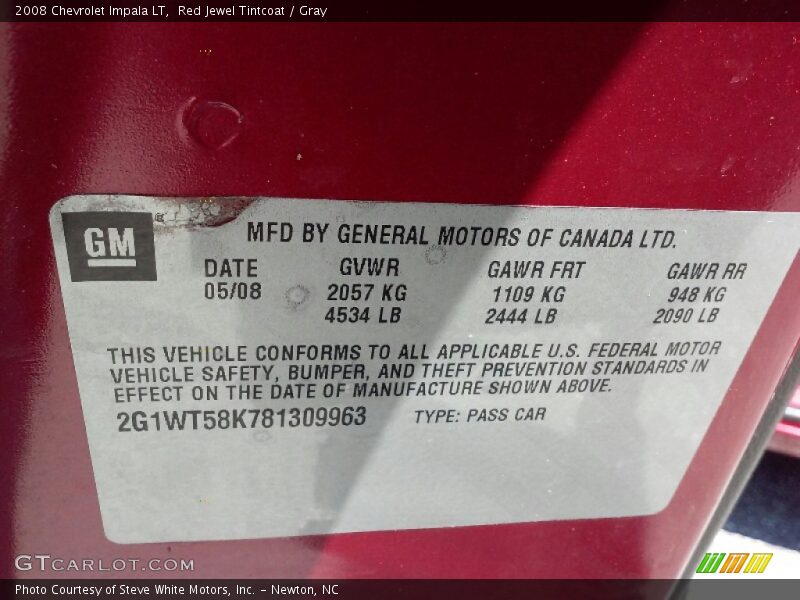 2008 Chevrolet Impala LT,  Red Jewel Tintcoat / Gray
GM
MFD BY GENERAL MOTORS OF CANADA LTD.
DATE GVWR GAWR FRT GAWR RR
05/08 2057 KG 1109 KG 948 KG
4534 LB 2444 LB 2090 LB
THIS VEHICLE CONFORMS TO ALL APPLICABLE U.S. FEDERAL MOTOR
VEHICLE SAFETY, BUMPER, AND THEFT PREVENTION STANDARDS IN
EFFECT ON THE DATE OF MANUFACTURE SHOWN ABOVE.
2G1WT58K781309963 TYPE: PASS CAR
GTCARLOT.COM
Photo Courtesy of Steve White Motors, Inc. – Newton, NC